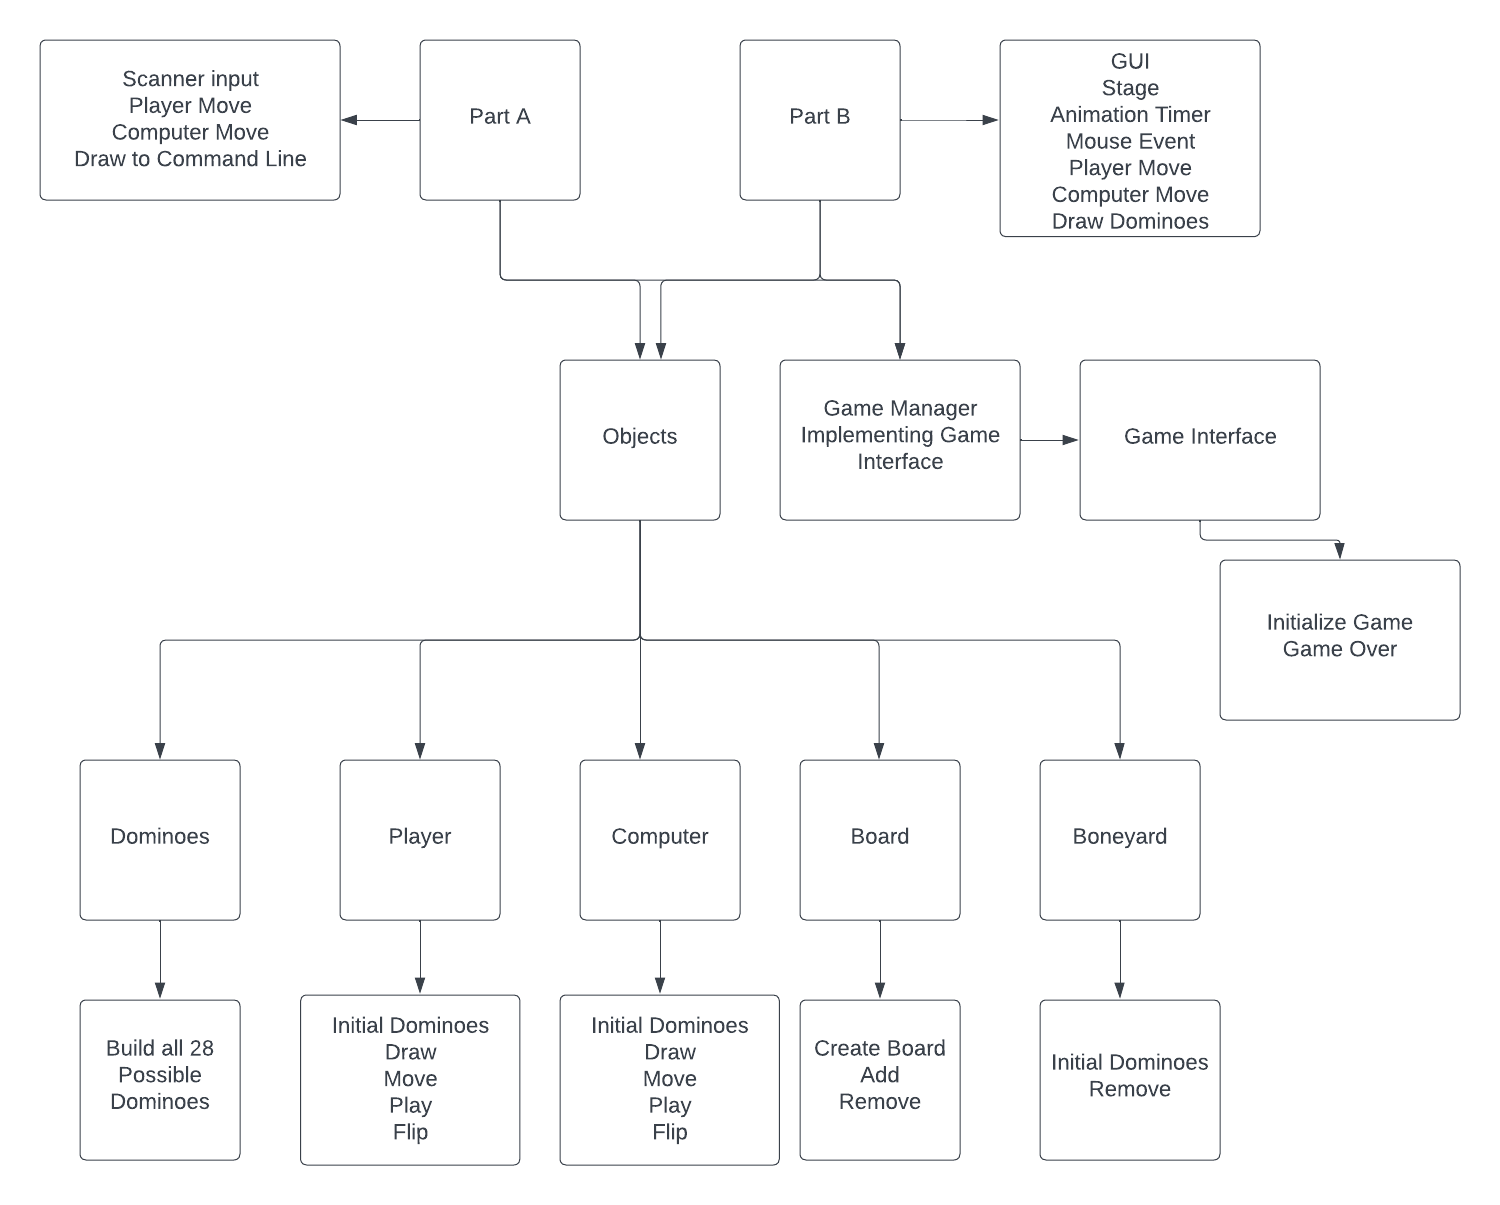 Scanner input
Player Move
Computer Move
Draw to Command Line
Part A
Part B
GUI
Stage
Animation Timer
Mouse Event
Player Move
Computer Move
Draw Dominoes
Objects
Game Manager
Implementing Game
Interface
Game Interface
Initialize Game
Game Over
Dominoes
Player
Computer
Board
Boneyard
Build all 28
Possible
Dominoes
Initial Dominoes
Draw
Move
Play
Flip
Initial Dominoes
Draw
Move
Play
Flip
Create Board
Add
Remove
Initial Dominoes
Remove